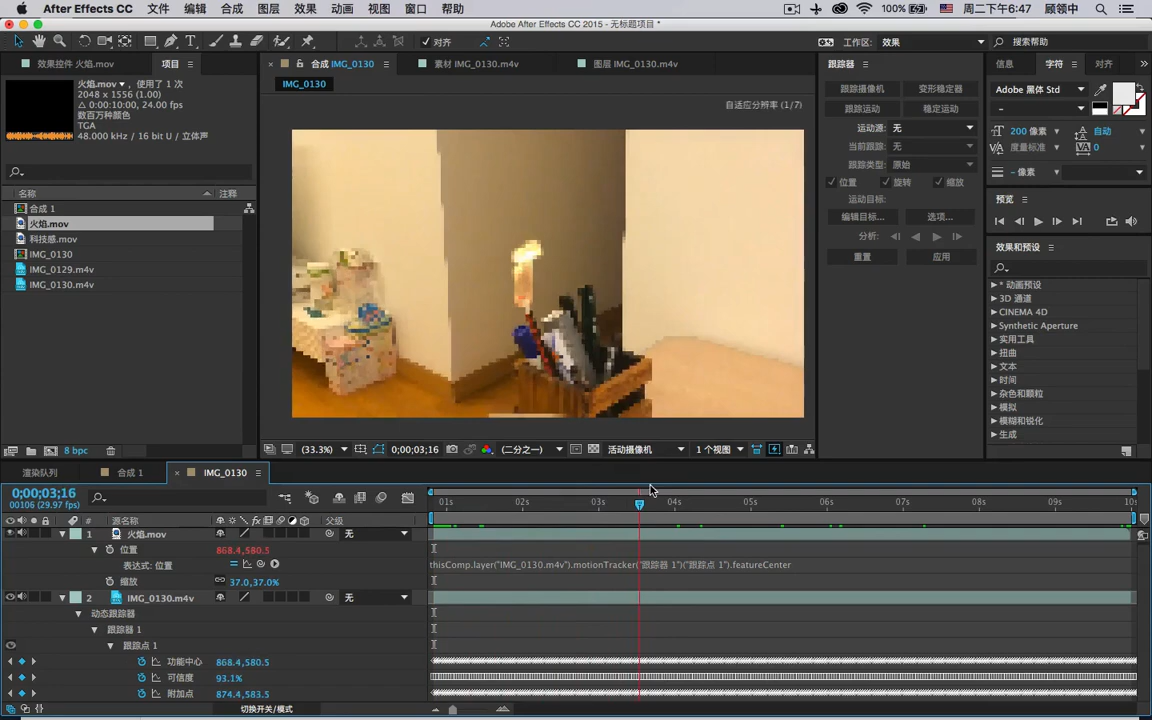 After Effects CC 文件 编辑 合成 图层 效果 动画 视图 窗口 帮助 100% 周二下午6:47 顾领中
Adobe After Effects CC 2015 - 无标题项目 *
对齐 工作区: 效果 搜索帮助
效果控件 火焰.mov 项目
合成 IMG_0130 素材 IMG_0130.m4v 图层 IMG_0130.m4v
跟踪器 信息 字符 对齐
火焰.mov ▾, 使用了 1 次
2048 x 1556 (1.00)
Δ 0:00:10:00, 24.00 fps
数百万种颜色
TGA
48.000 kHz / 16 bit U / 立体声
名称 注释
合成 1
火焰.mov
科技感.mov
IMG_0130
IMG_0129.m4v
IMG_0130.m4v
8 bpc
IMG_0130
自适应分辨率 (1/7)
(33.3%) 0;00;03;16 (二分之一) 活动摄像机 1 个视图
跟踪摄像机 变形稳定器
跟踪运动 稳定运动
运动源: 无
当前跟踪: 无
跟踪类型: 原始
位置 旋转 缩放
运动目标:
编辑目标... 选项...
分析:
重置 应用
Adobe 黑体 Std
-
200 像素 自动
度量标准 0
- 像素
预览
效果和预设
* 动画预设
3D 通道
CINEMA 4D
Synthetic Aperture
实用工具
扭曲
文本
时间
杂色和颗粒
模拟
模糊和锐化
生成
渲染队列 合成 1 IMG_0130
0;00;03;16
00106 (29.97 fps)
01s 02s 03s 04s 05s 06s 07s 08s 09s 10s
# 源名称 父级
1 火焰.mov 无
位置 868.4,580.5
表达式: 位置 thisComp.layer("IMG_0130.m4v").motionTracker("跟踪器 1")("跟踪点 1").featureCenter
缩放 37.0,37.0%
2 IMG_0130.m4v 无
动态跟踪器
跟踪器 1
跟踪点 1
功能中心 868.4,580.5
可信度 93.1%
附加点 874.4,583.5
切换开关/模式